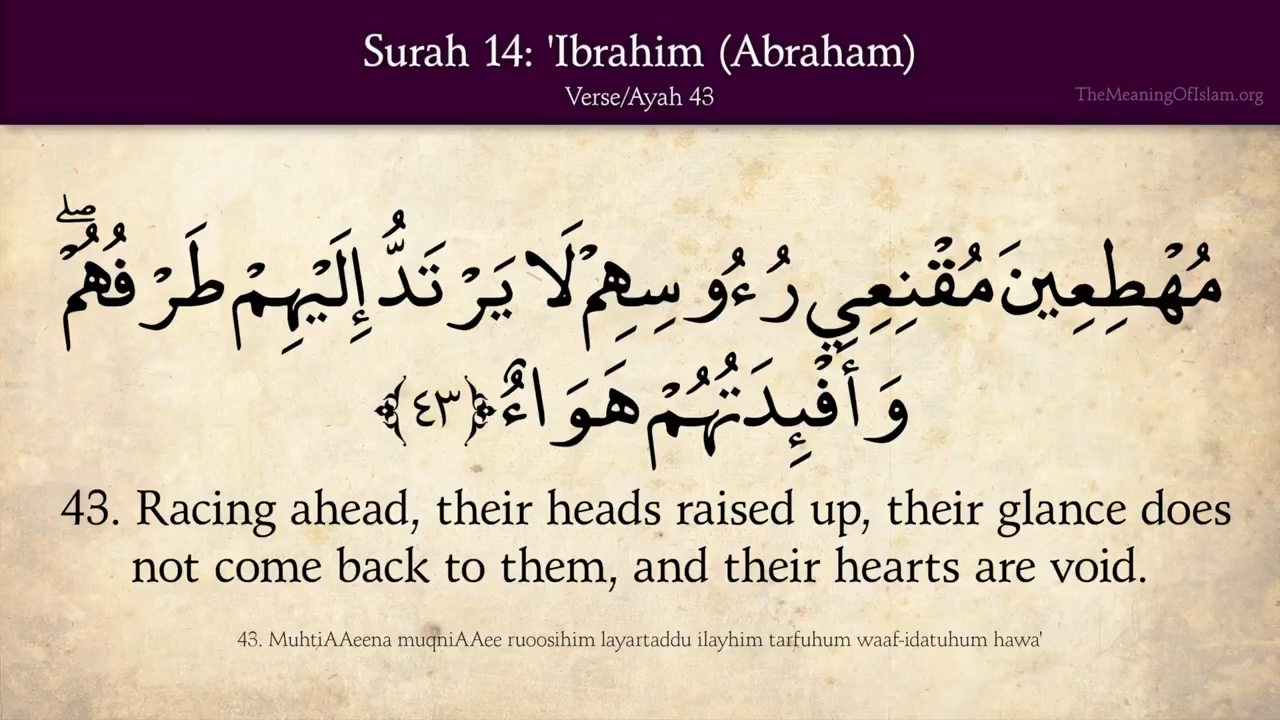 Surah 14: 'Ibrahim (Abraham)
Verse/Ayah 43
TheMeaningOfIslam.org
مُهْطِعِينَ مُقْنِعِي رُءُوسِهِمْ لَا يَرْتَدُّ إِلَيْهِمْ طَرْفُهُمْ ۖ
وَأَفْئِدَتُهُمْ هَوَاءٌ ﴿٤٣﴾
43. Racing ahead, their heads raised up, their glance does
not come back to them, and their hearts are void.
43. MuhṭiAAeena muqniAAee ruoosihim layartaddu ilayhim tarfuhum waaf-idatuhum hawa'